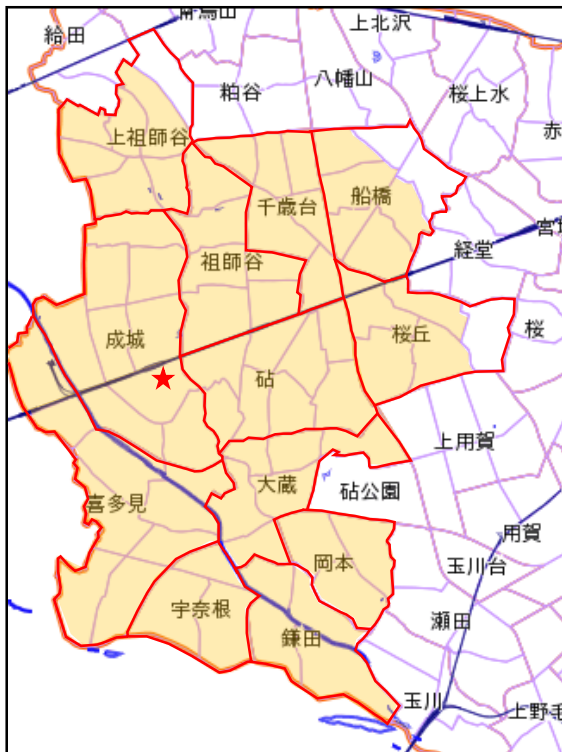 給田
上北沢
粕谷
八幡山
桜上水
上祖師谷
千歳台
船橋
祖師谷
経堂
成城
桜丘
桜
砧
上用賀
大蔵
砧公園
喜多見
用賀
岡本
玉川台
宇奈根
鎌田
瀬田
玉川